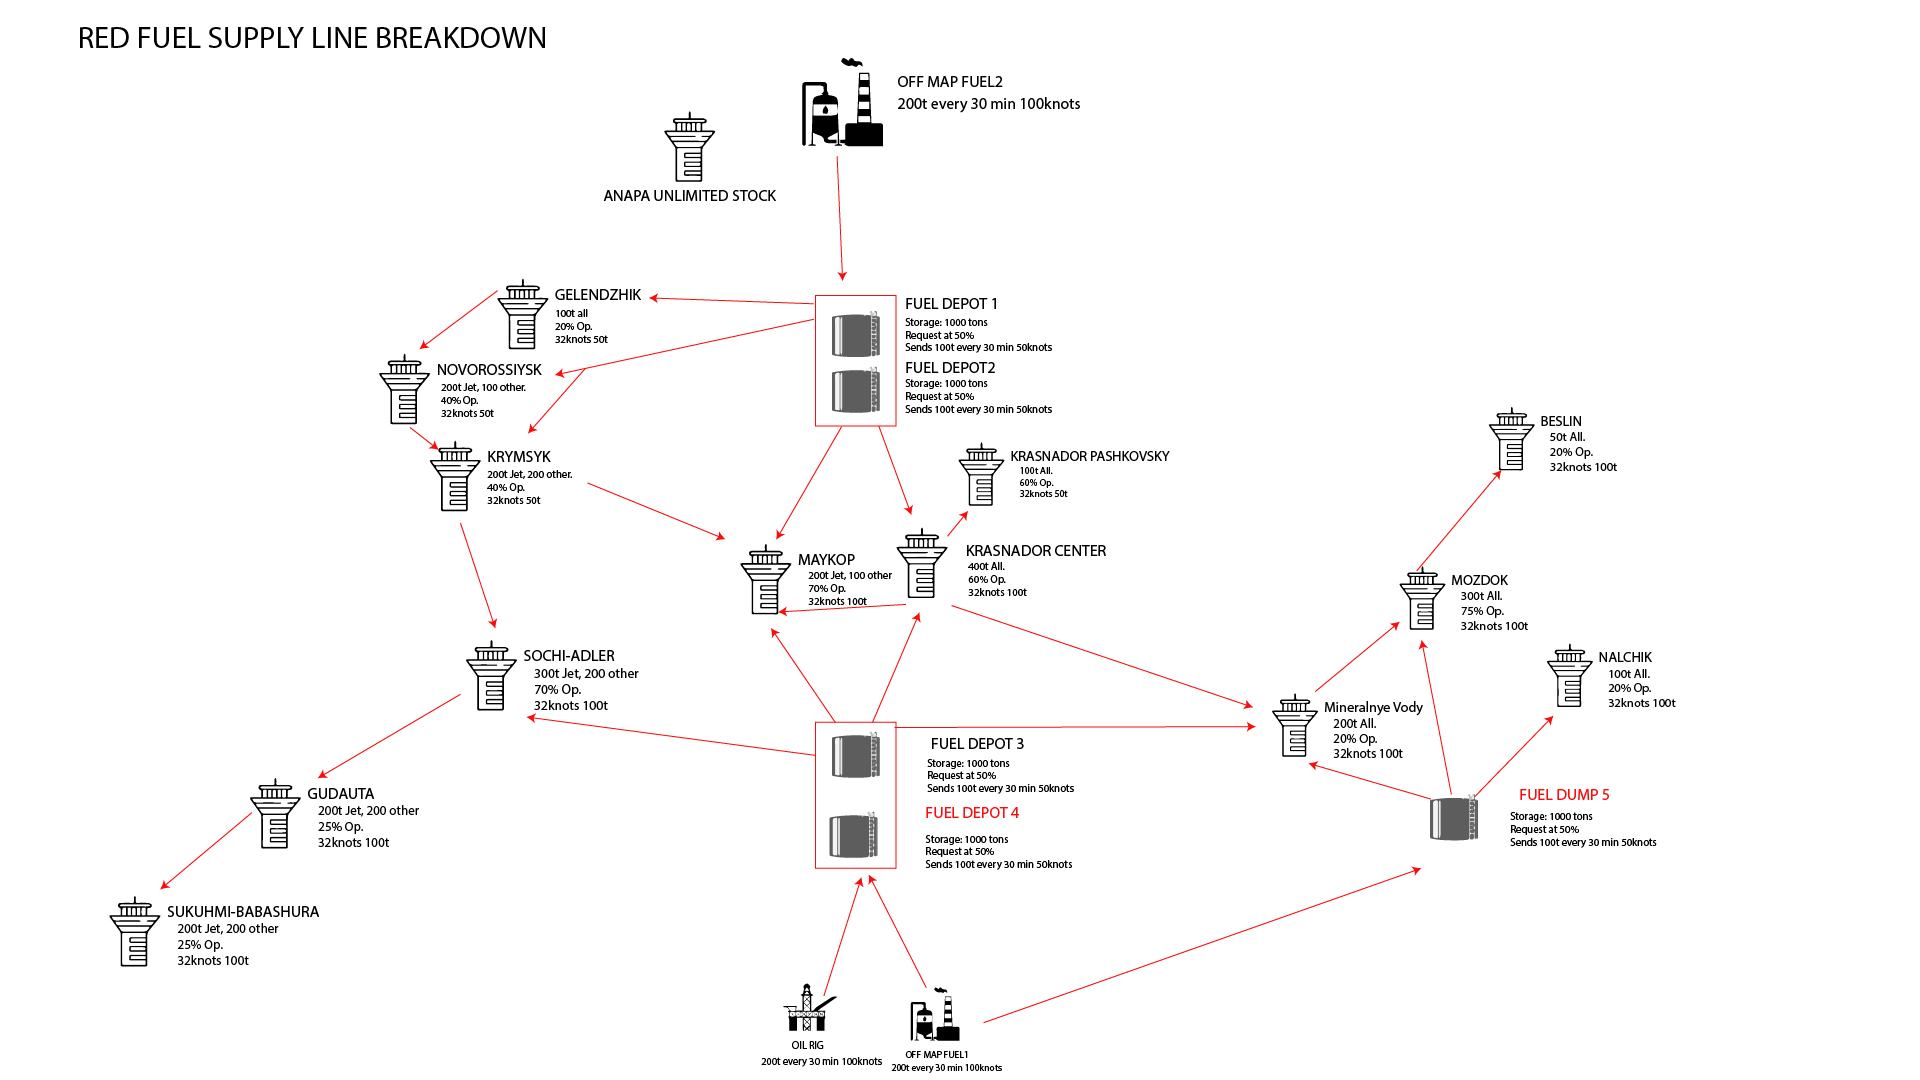 RED FUEL SUPPLY LINE BREAKDOWN
OFF MAP FUEL2
200t every 30 min 100knots
ANAPA UNLIMITED STOCK
GELENDZHIK
100t all
20% Op.
32knots 50t
FUEL DEPOT 1
Storage: 1000 tons
Request at 50%
Sends 100t every 30 min 50knots
FUEL DEPOT2
Storage: 1000 tons
Request at 50%
Sends 100t every 30 min 50knots
NOVOROSSIYSK
200t Jet, 100 other.
40% Op.
32knots 50t
KRYMSYK
200t Jet, 200 other.
40% Op.
32knots 50t
KRASNADOR PASHKOVSKY
100t All.
60% Op.
32knots 50t
BESLIN
50t All.
20% Op.
32knots 100t
MAYKOP
200t Jet, 100 other
70% Op.
32knots 100t
KRASNADOR CENTER
400t All.
60% Op.
32knots 100t
MOZDOK
300t All.
75% Op.
32knots 100t
SOCHI-ADLER
300t Jet, 200 other
70% Op.
32knots 100t
NALCHIK
100t All.
20% Op.
32knots 100t
Mineralnye Vody
200t All.
20% Op.
32knots 100t
FUEL DEPOT 3
Storage: 1000 tons
Request at 50%
Sends 100t every 30 min 50knots
FUEL DEPOT 4
Storage: 1000 tons
Request at 50%
Sends 100t every 30 min 50knots
GUDAUTA
200t Jet, 200 other
25% Op.
32knots 100t
FUEL DUMP 5
Storage: 1000 tons
Request at 50%
Sends 100t every 30 min 50knots
SUKUHMI-BABASHURA
200t Jet, 200 other
25% Op.
32knots 100t
OIL RIG
200t every 30 min 100knots
OFF MAP FUEL1
200t every 30 min 100knots